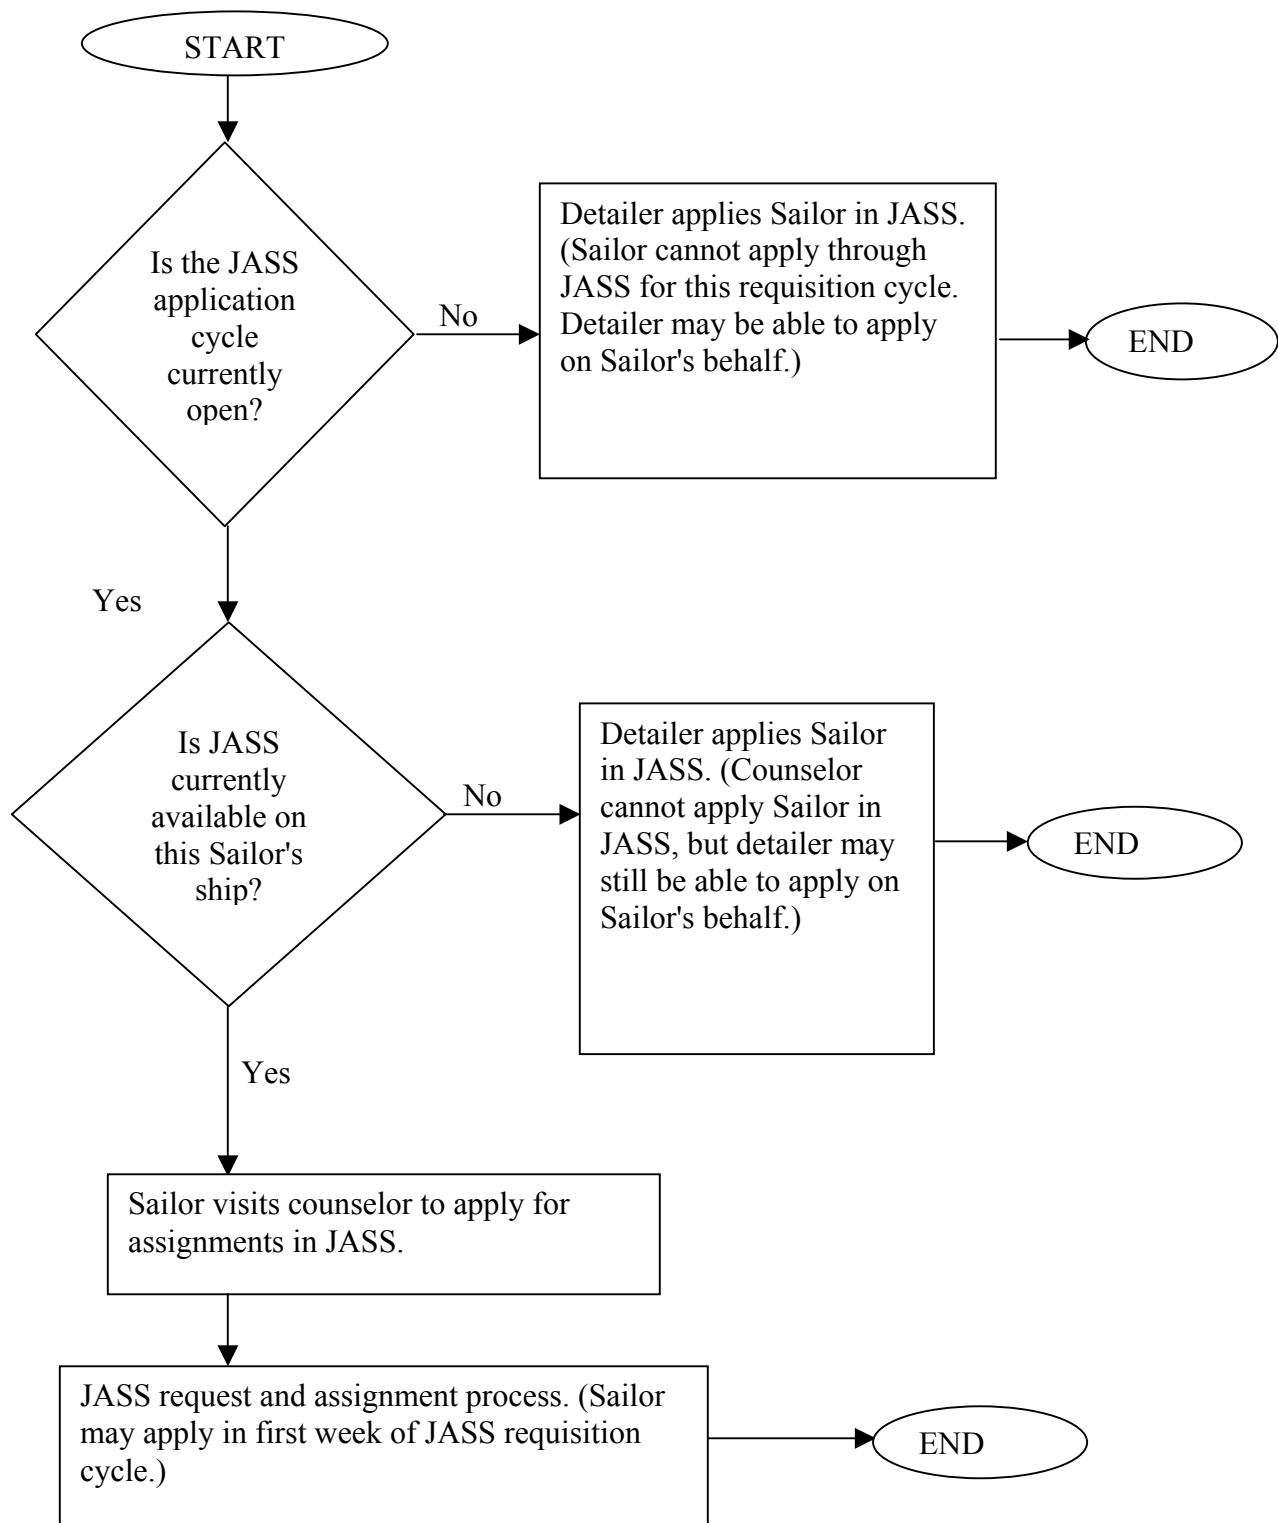 START
Is the JASS
application
cycle
currently
open?
No
Detailer applies Sailor in JASS.
(Sailor cannot apply through
JASS for this requisition cycle.
Detailer may be able to apply
on Sailor's behalf.)
END
Yes
Is JASS
currently
available on
this Sailor's
ship?
No
Detailer applies Sailor
in JASS. (Counselor
cannot apply Sailor in
JASS, but detailer may
still be able to apply on
Sailor's behalf.)
END
Yes
Sailor visits counselor to apply for
assignments in JASS.
JASS request and assignment process. (Sailor
may apply in first week of JASS requisition
cycle.)
END